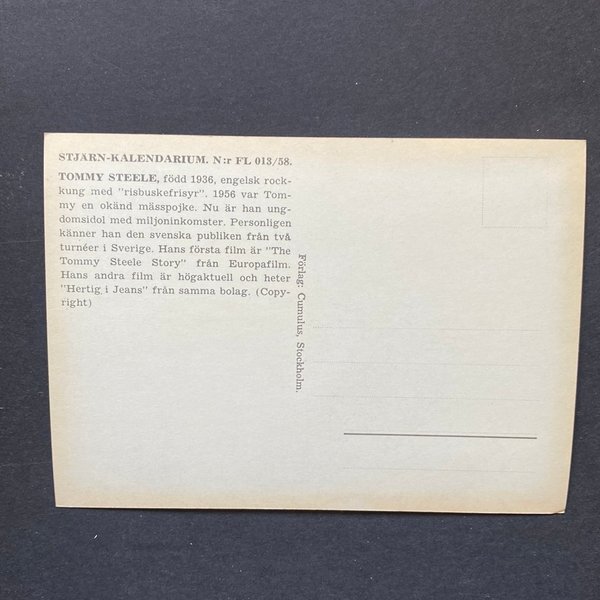 STJÄRN-KALENDARIUM. N:r FL 013/58.
TOMMY STEELE, född 1936, engelsk rock-
kung med "risbuskefrisyr". 1956 var Tom-
my en okänd mässpojke. Nu är han ung-
domsidol med miljoninkomster. Personligen
känner han den svenska publiken från två
turnéer i Sverige. Hans första film är "The
Tommy Steele Story" från Europafilm.
Hans andra film är högaktuell och heter
"Hertig i Jeans" från samma bolag. (Copy-
right)
Förlag: Cumulus, Stockholm.